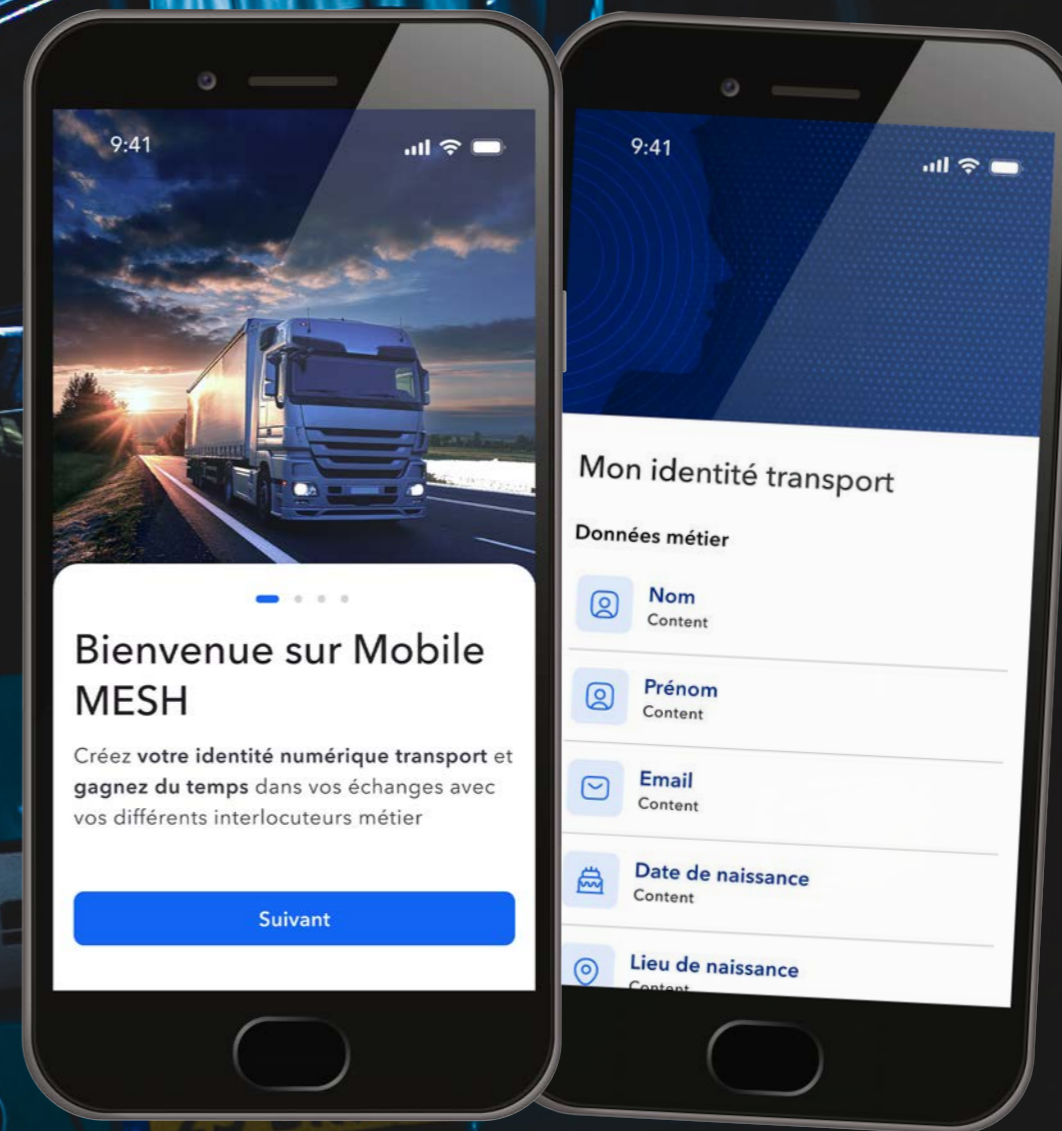 9:41
Bienvenue sur Mobile
MESH
Créez votre identité numérique transport et
gagnez du temps dans vos échanges avec
vos différents interlocuteurs métier
Suivant
9:41
Mon identité transport
Données métier
Nom
Content
Prénom
Content
Email
Content
Date de naissance
Content
Lieu de naissance
Content